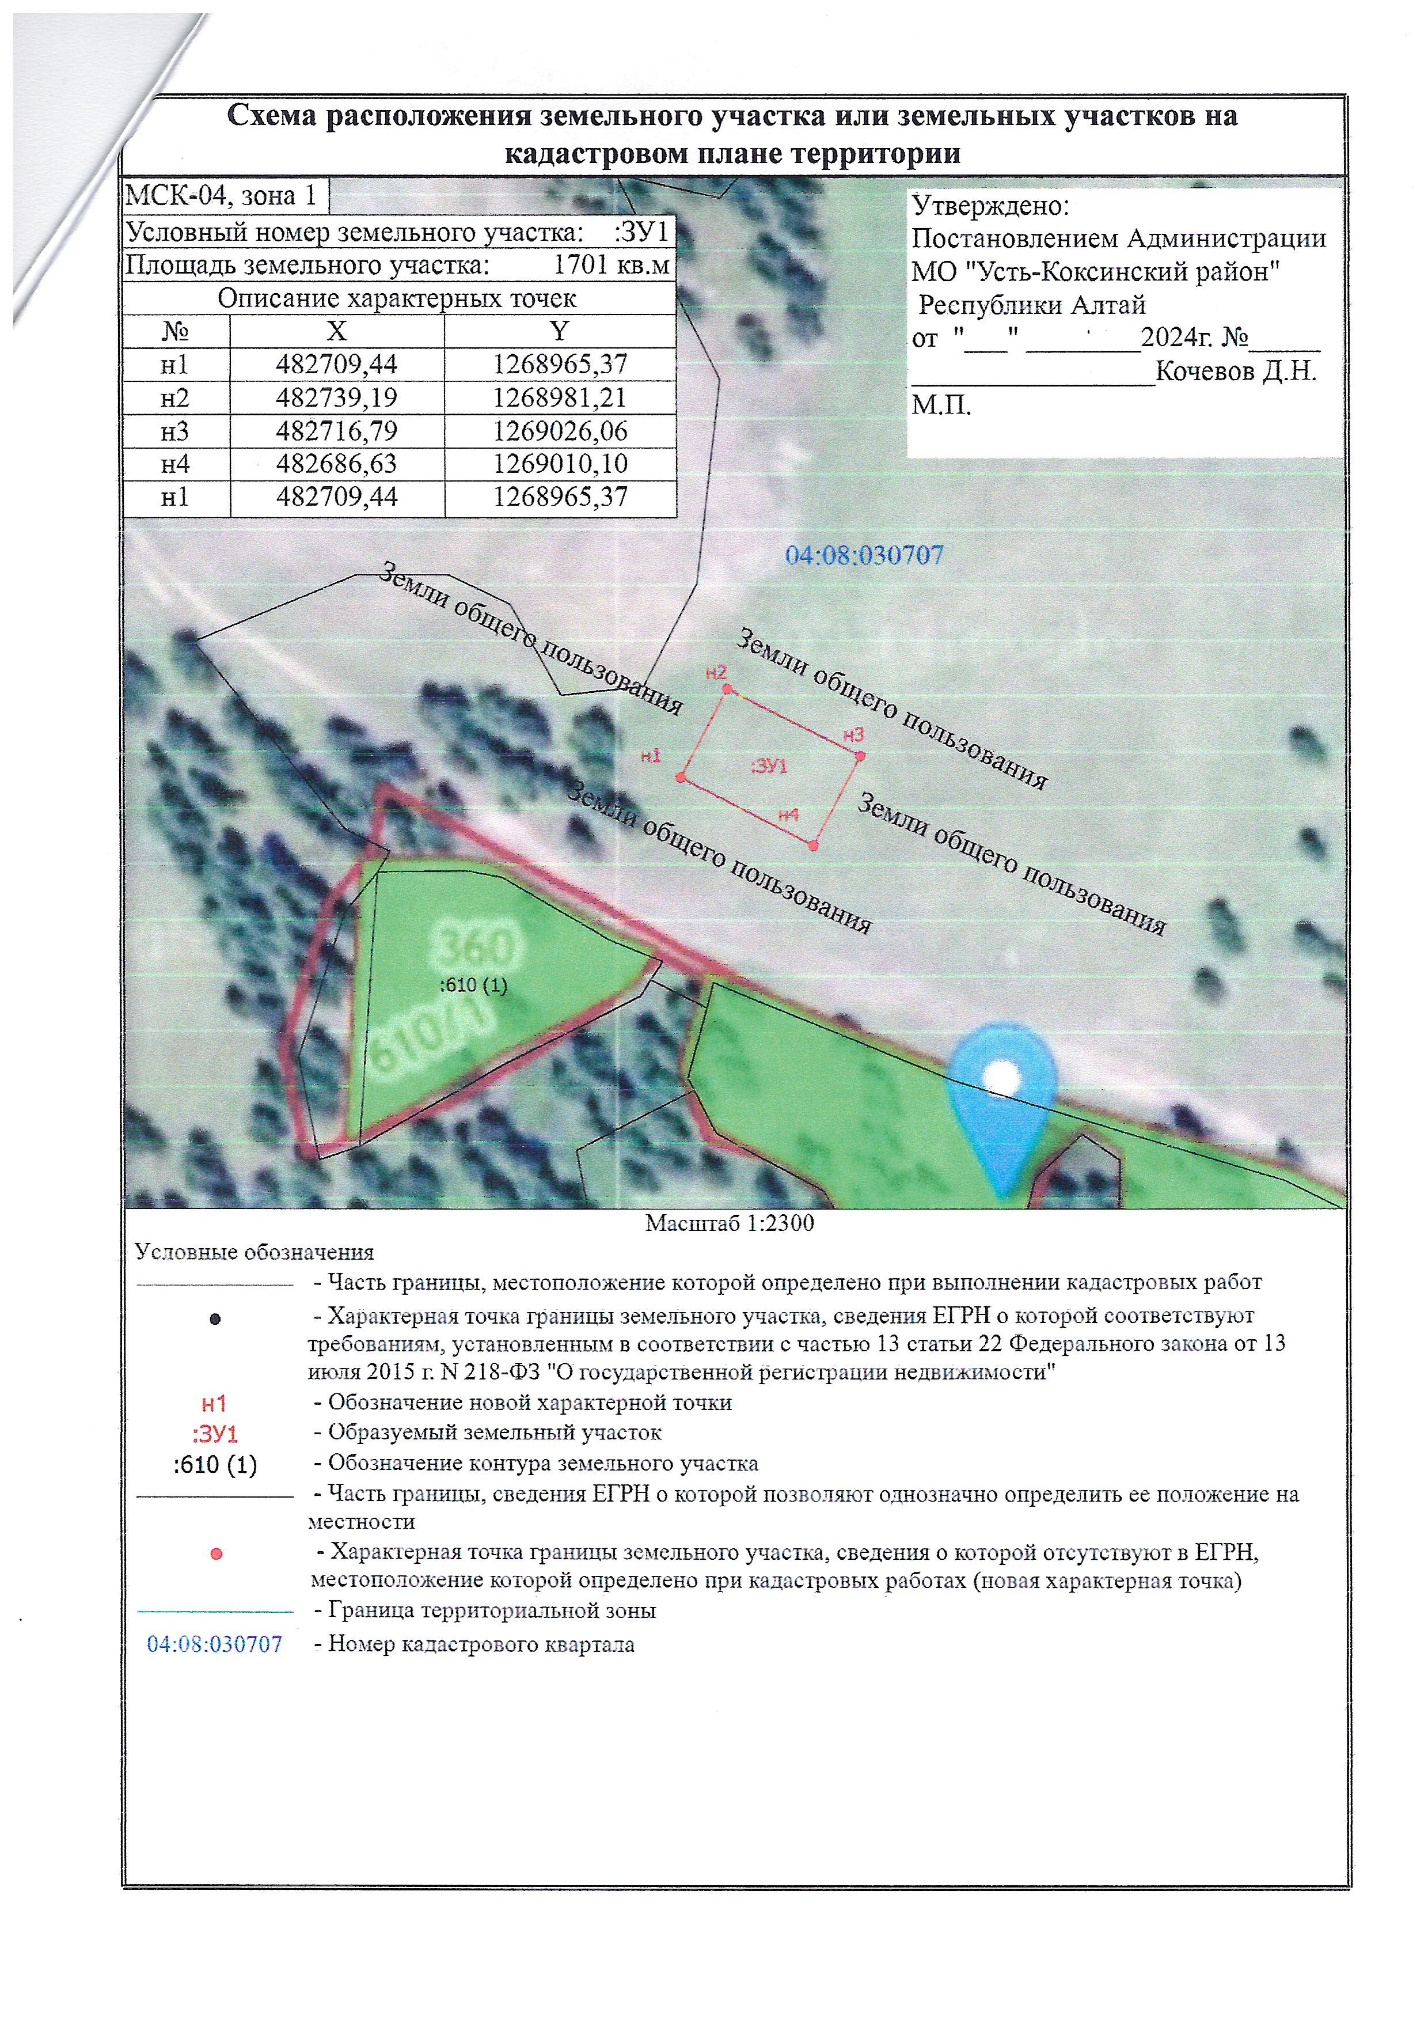 Схема расположения земельного участка или земельных участков на
кадастровом плане территории
МСК-04, зона 1
Условный номер земельного участка: :ЗУ1
Площадь земельного участка: 1701 кв.м
Описание характерных точек
№ X Y
н1 482709,44 1268965,37
н2 482739,19 1268981,21
н3 482716,79 1269026,06
н4 482686,63 1269010,10
н1 482709,44 1268965,37
Утверждено:
Постановлением Администрации
МО "Усть-Коксинский район"
Республики Алтай
от "___" ________2024г. №_____
_________________Кочевов Д.Н.
М.П.
04:08:030707
Земли общего пользования
Земли общего пользования
н2
н3
н1
:ЗУ1
н4
Земли общего пользования
Земли общего пользования
360
:610 (1)
610/1
Масштаб 1:2300
Условные обозначения
- Часть границы, местоположение которой определено при выполнении кадастровых работ
- Характерная точка границы земельного участка, сведения ЕГРН о которой соответствуют
требованиям, установленным в соответствии с частью 13 статьи 22 Федерального закона от 13
июля 2015 г. N 218-ФЗ "О государственной регистрации недвижимости"
н1 - Обозначение новой характерной точки
:ЗУ1 - Образуемый земельный участок
:610 (1) - Обозначение контура земельного участка
- Часть границы, сведения ЕГРН о которой позволяют однозначно определить ее положение на
местности
- Характерная точка границы земельного участка, сведения о которой отсутствуют в ЕГРН,
местоположение которой определено при кадастровых работах (новая характерная точка)
- Граница территориальной зоны
04:08:030707 - Номер кадастрового квартала